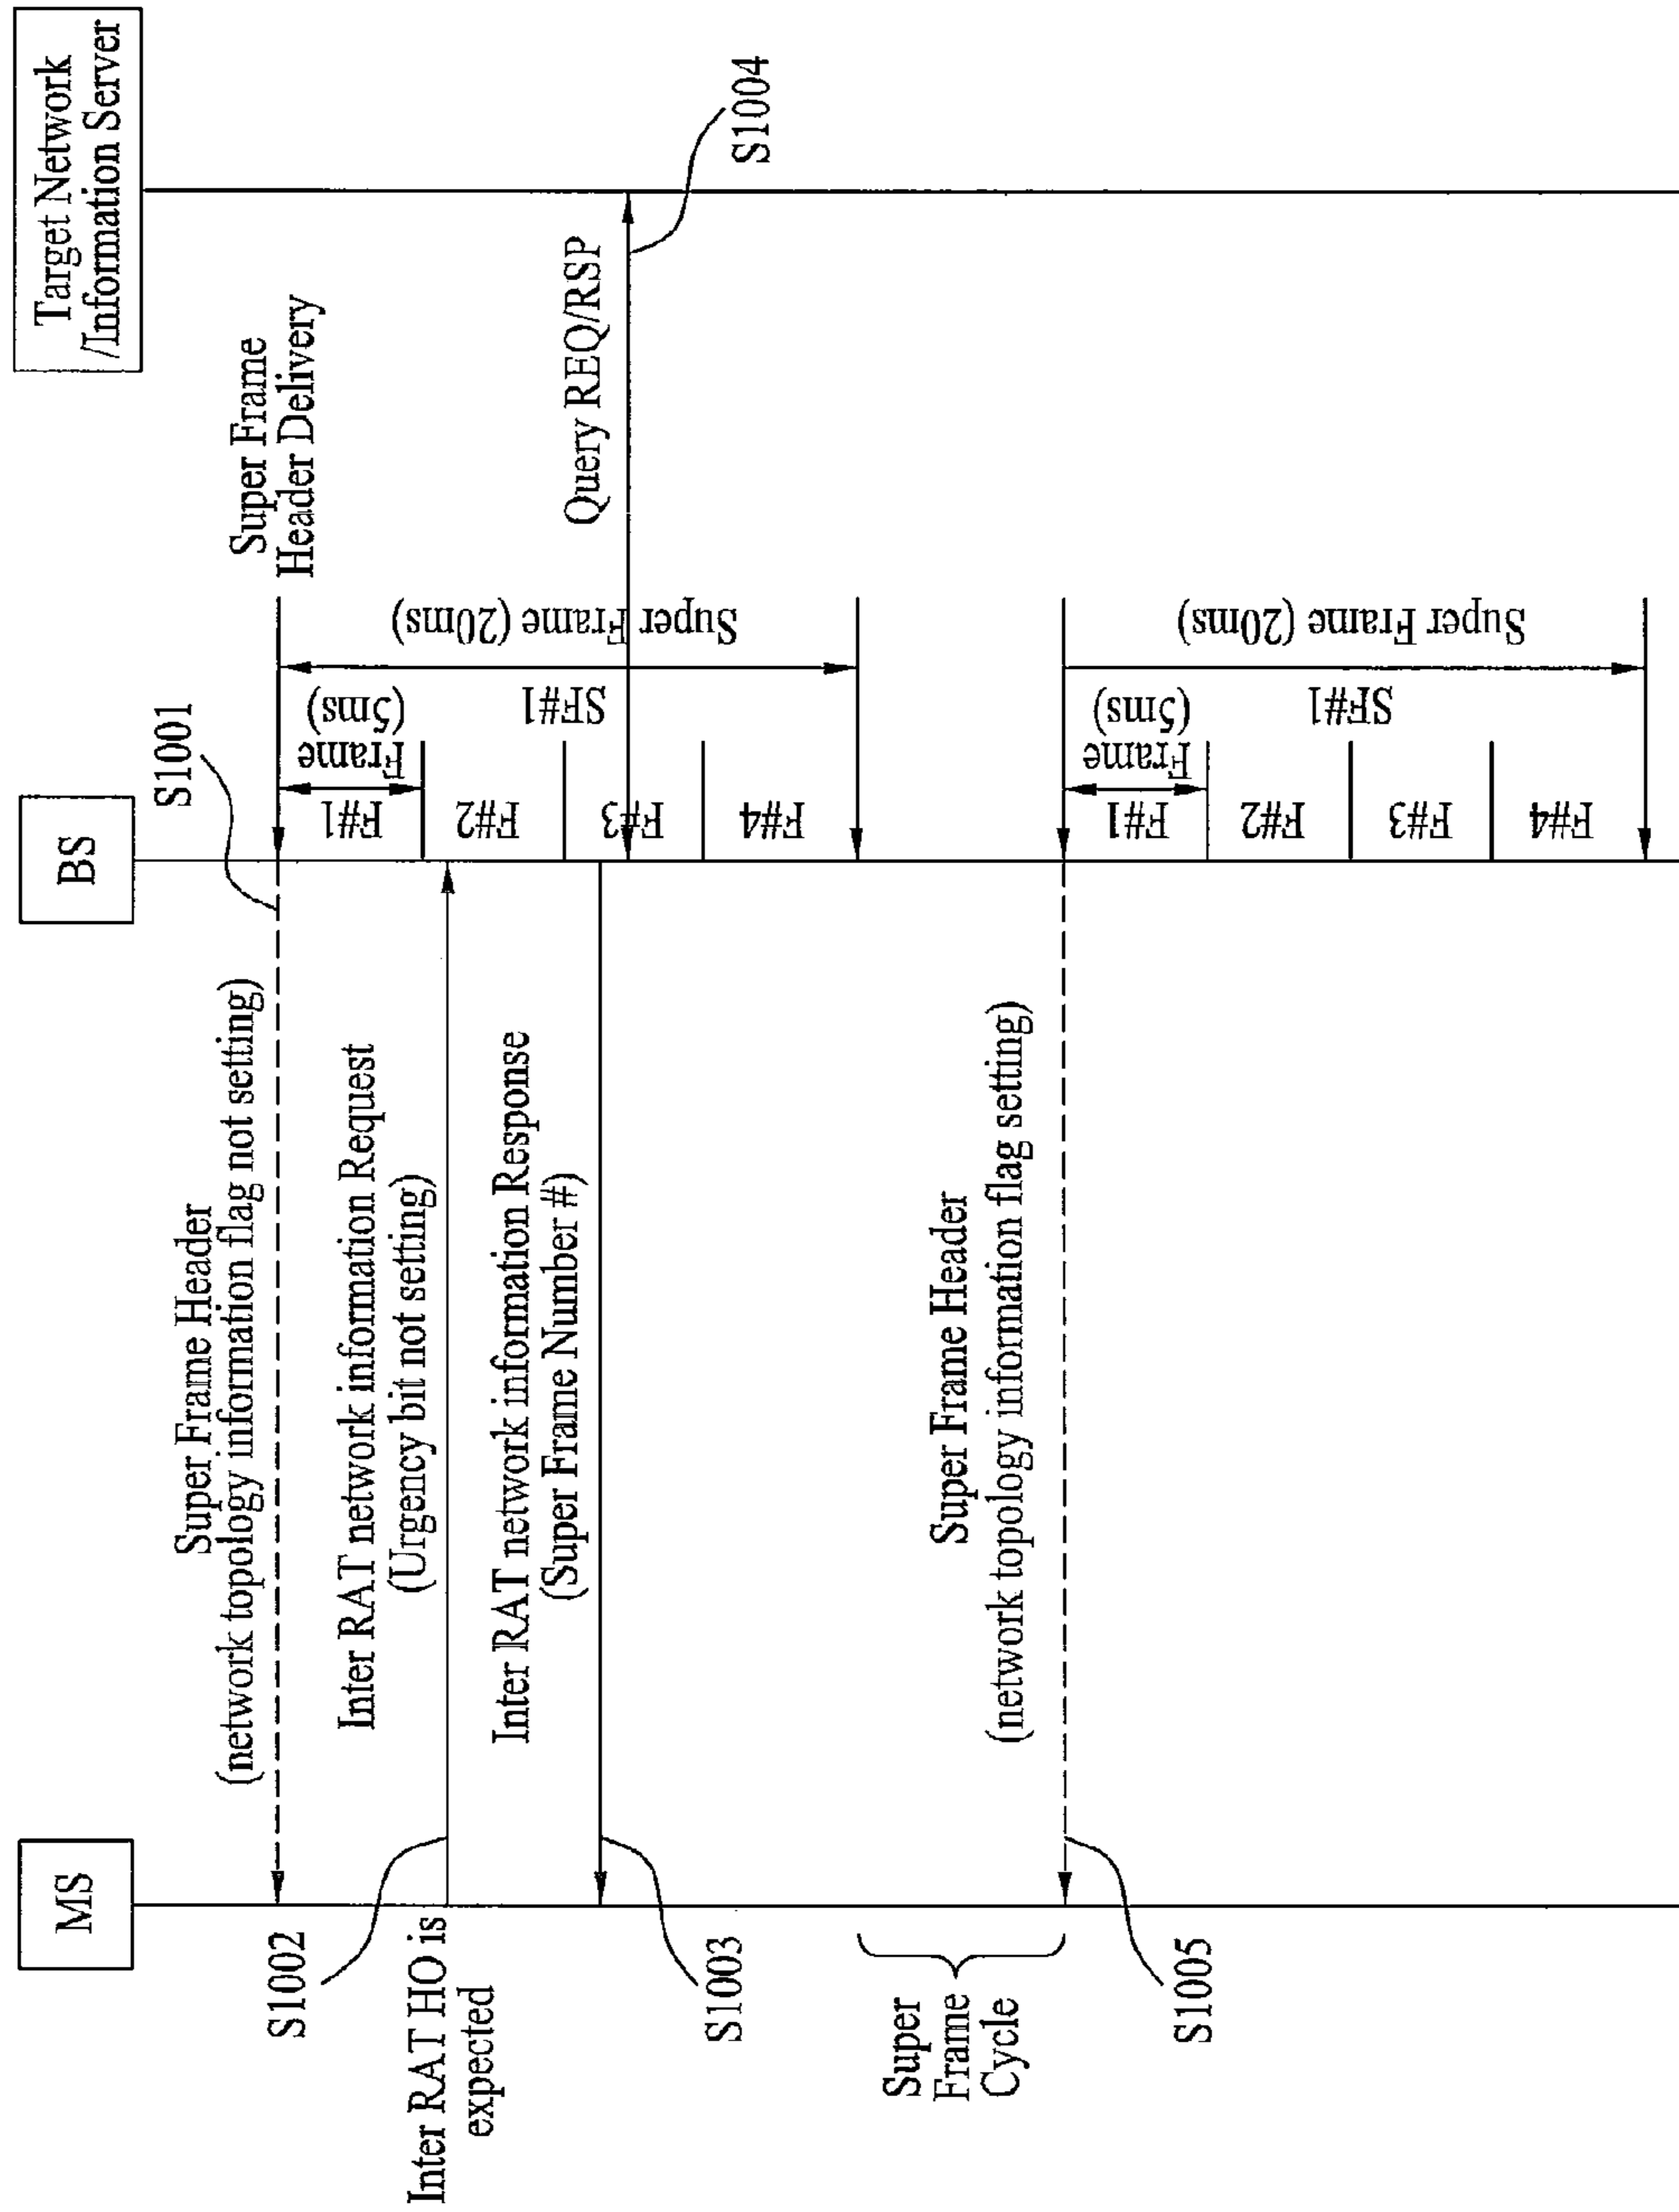 MS
BS
Target Network
/Information Server
S1001
Super Frame Header
(network topology information flag not setting)
Super Frame
Header Delivery
S1002
Inter RAT HO is
expected
Inter RAT network information Request
(Urgency bit not setting)
Inter RAT network information Response
(Super Frame Number #)
S1003
F#1
F#2
F#3
F#4
Frame
(5ms)
SF#1
Super Frame (20ms)
Query REQ/RSP
S1004
Super
Frame
Cycle
Super Frame Header
(network topology information flag setting)
S1005
F#1
F#2
F#3
F#4
Frame
(5ms)
SF#1
Super Frame (20ms)